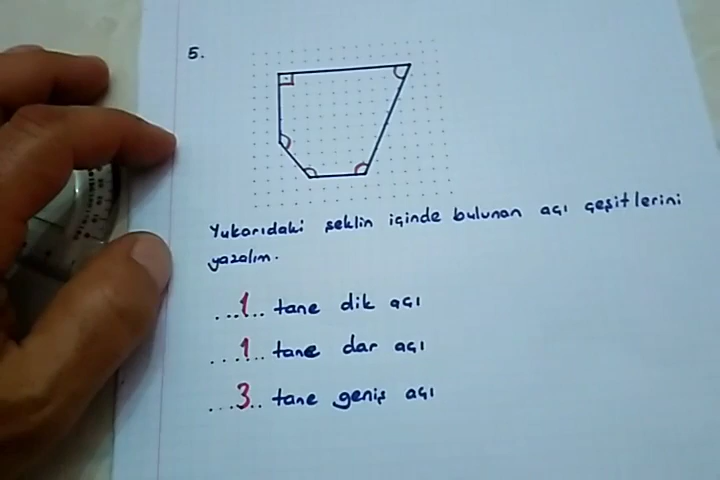 5.
Yukarıdaki şeklin içinde bulunan açı çeşitlerini
yazalım.
...1.. tane dik açı
...1.. tane dar açı
...3.. tane geniş açı